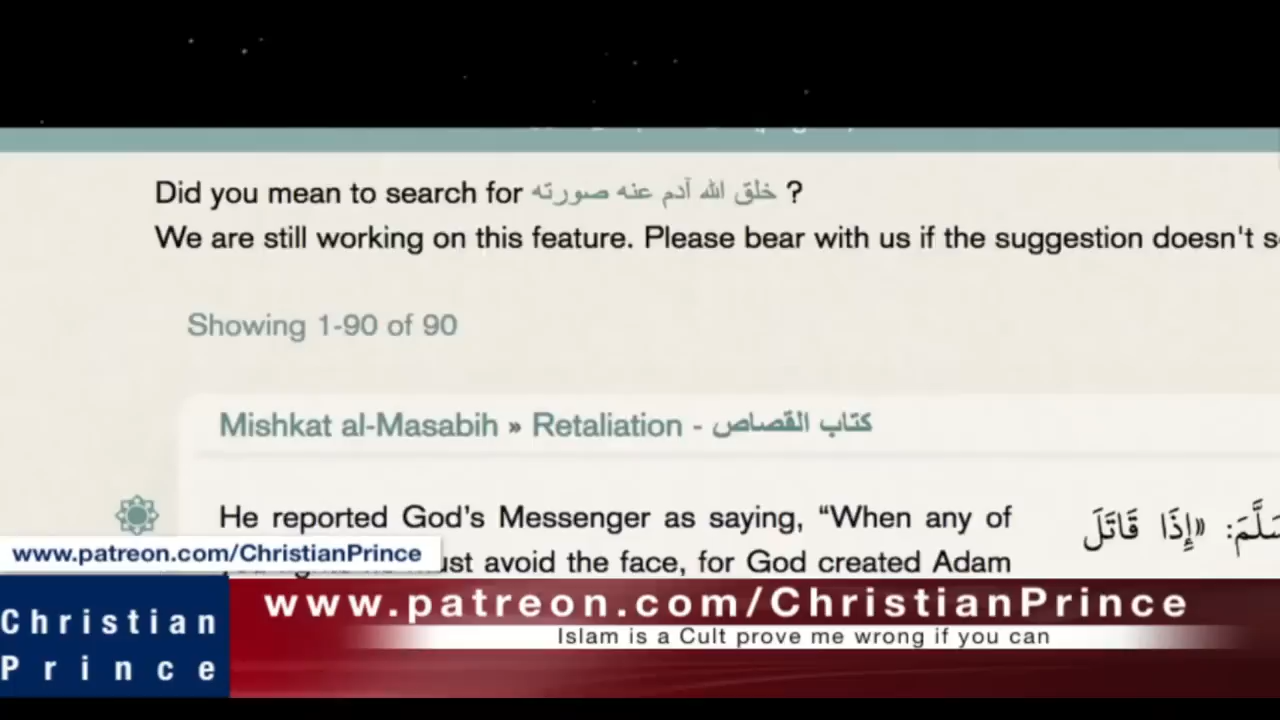 Did you mean to search for خلق الله آدم عنه صورته ?
We are still working on this feature. Please bear with us if the suggestion doesn't
Showing 1-90 of 90
Mishkat al-Masabih » Retaliation - كتاب القصاص
He reported God's Messenger as saying, “When any of
سَلَّمَ: «إِذَا قَاتَلَ
must avoid the face, for God created Adam
www.patreon.com/ChristianPrince
www.patreon.com/ChristianPrince
Islam is a Cult prove me wrong if you can
Christian
Prince